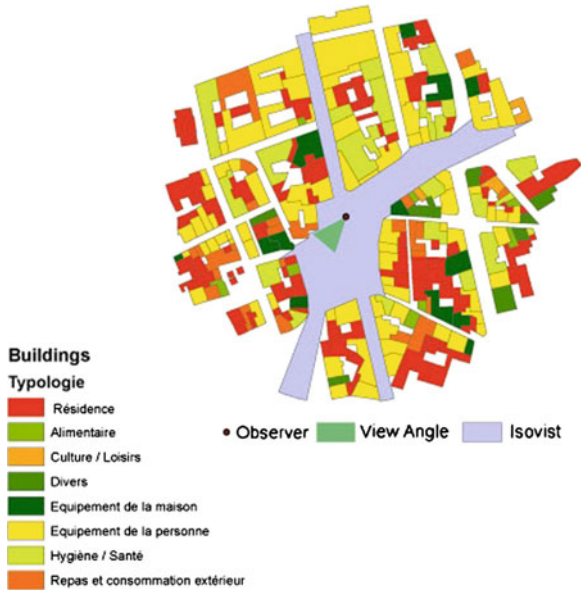 Buildings
Typologie
Résidence
Alimentaire
Culture / Loisirs
Divers
Equipement de la maison
Equipement de la personne
Hygiène / Santé
Repas et consommation extérieur
Observer
View Angle
Isovist